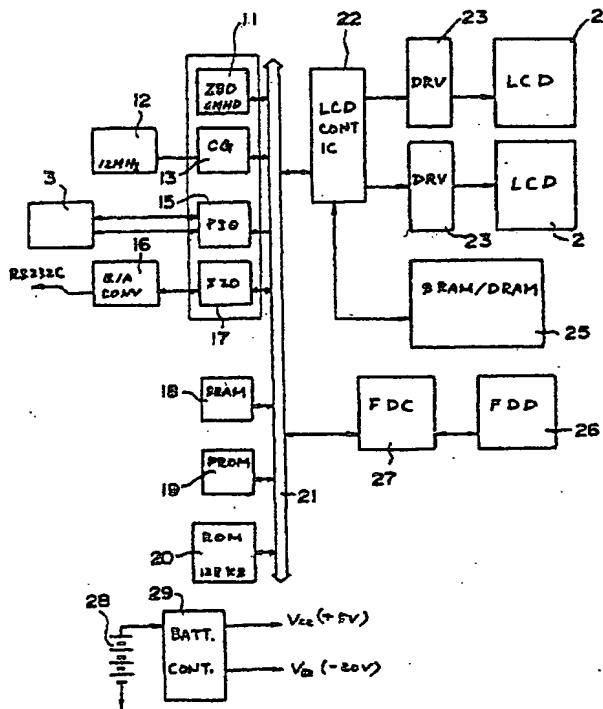 11
22
23
2
Z80
6MHD
LCD
CONT
IC
DRV
LCD
12
12MHz
CG
13
3
15
PIO
DRV
LCD
23
2
RS232C
16
CONV
SIO
17
SRAM/DRAM
25
18
SRAM
FDC
FDD
27
26
19
PROM
21
20
ROM
128 KB
28
29
BATT.
CONT.
Vcc (+5V)
(-20V)